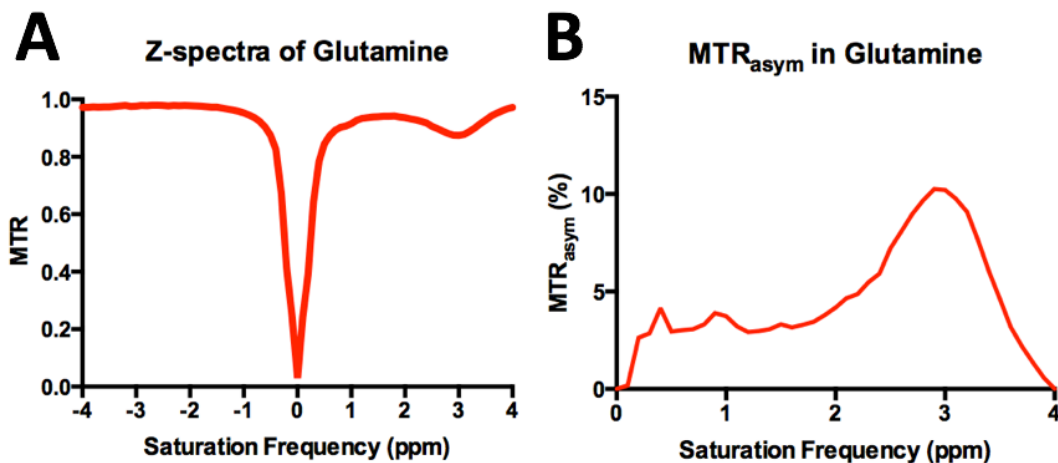 A
Z-spectra of Glutamine
1.0
0.8
0.6
0.4
0.2
0.0
MTR
-4 -3 -2 -1 0 1 2 3 4
Saturation Frequency (ppm)
B
MTRasym in Glutamine
15
10
5
0
MTRasym (%)
0 1 2 3 4
Saturation Frequency (ppm)